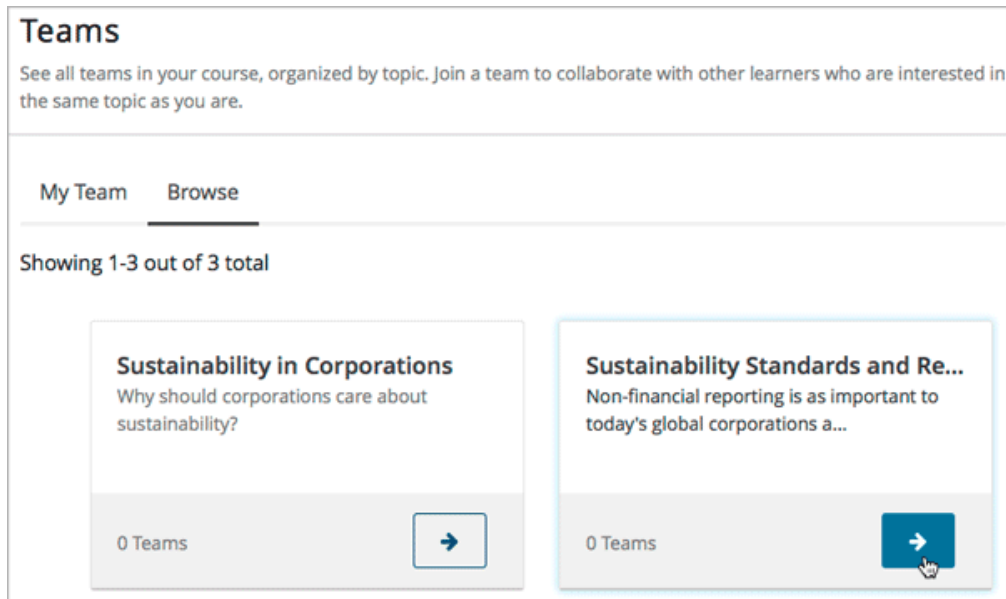 Teams
See all teams in your course, organized by topic. Join a team to collaborate with other learners who are interested in
the same topic as you are.
My Team Browse
Showing 1-3 out of 3 total
Sustainability in Corporations
Why should corporations care about
sustainability?
0 Teams
Sustainability Standards and Re...
Non-financial reporting is as important to
today's global corporations a...
0 Teams